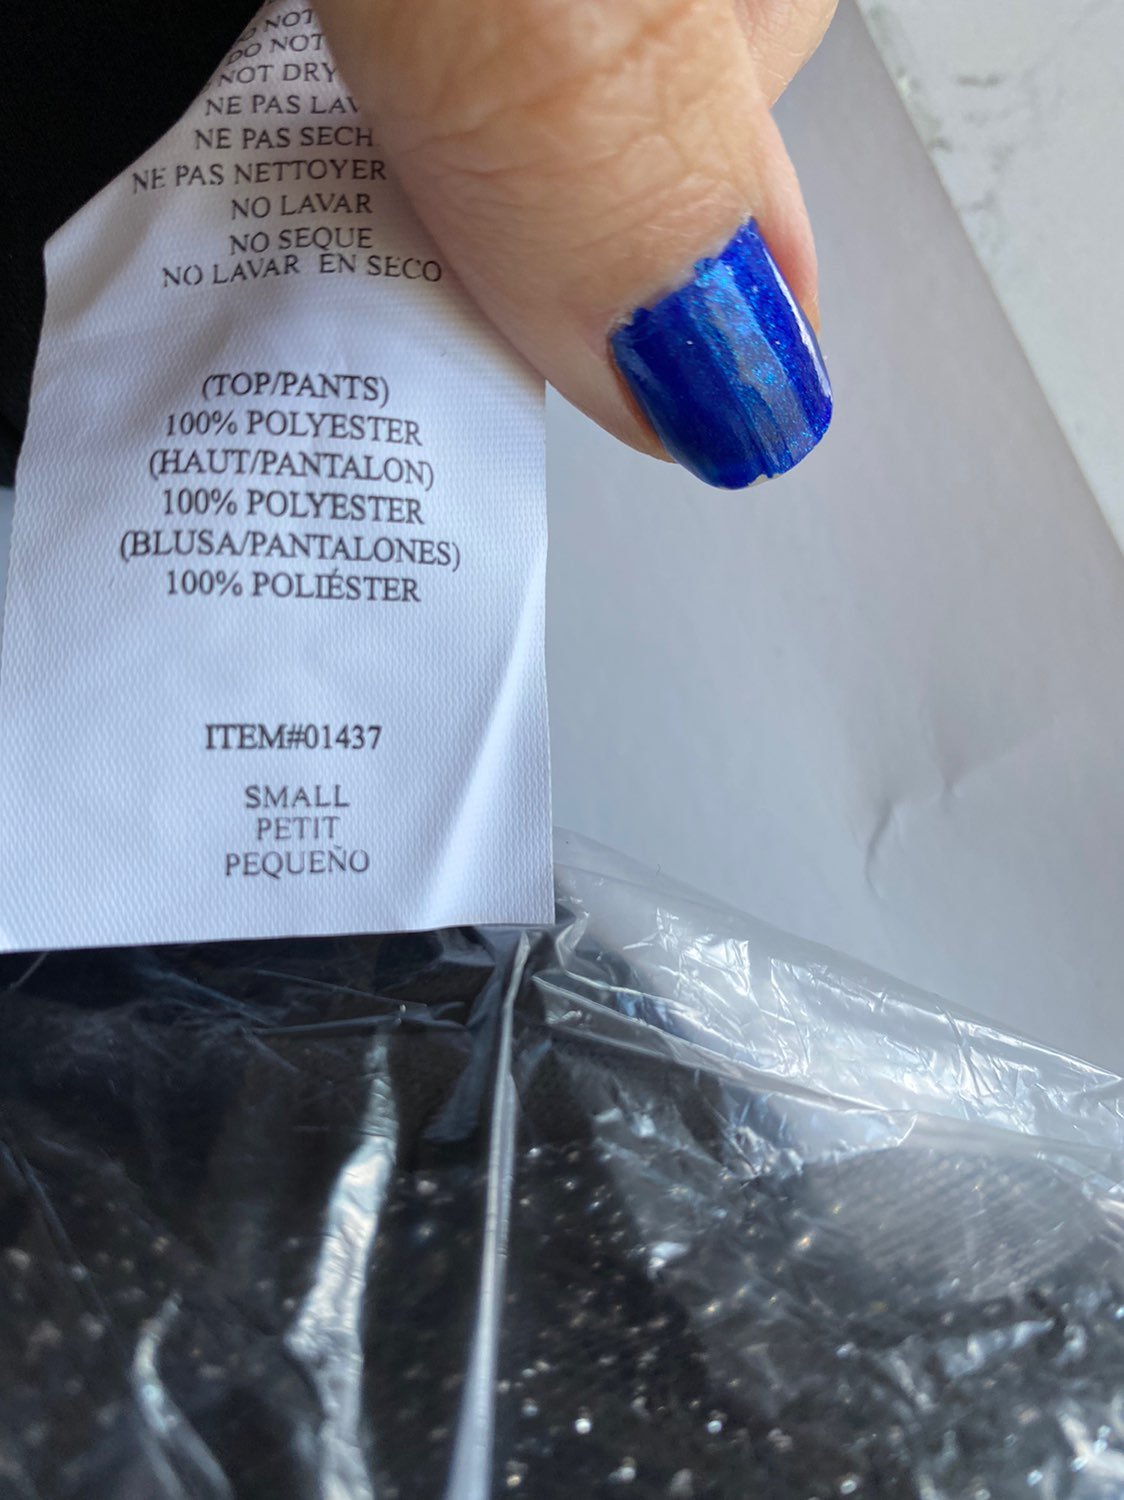 DO NOT
DO NOT
NOT DRY
NE PAS LAV
NE PAS SECH
NE PAS NETTOYER
NO LAVAR
NO SEQUE
NO LAVAR EN SECO
(TOP/PANTS)
100% POLYESTER
(HAUT/PANTALON)
100% POLYESTER
(BLUSA/PANTALONES)
100% POLIÉSTER
ITEM#01437
SMALL
PETIT
PEQUEÑO